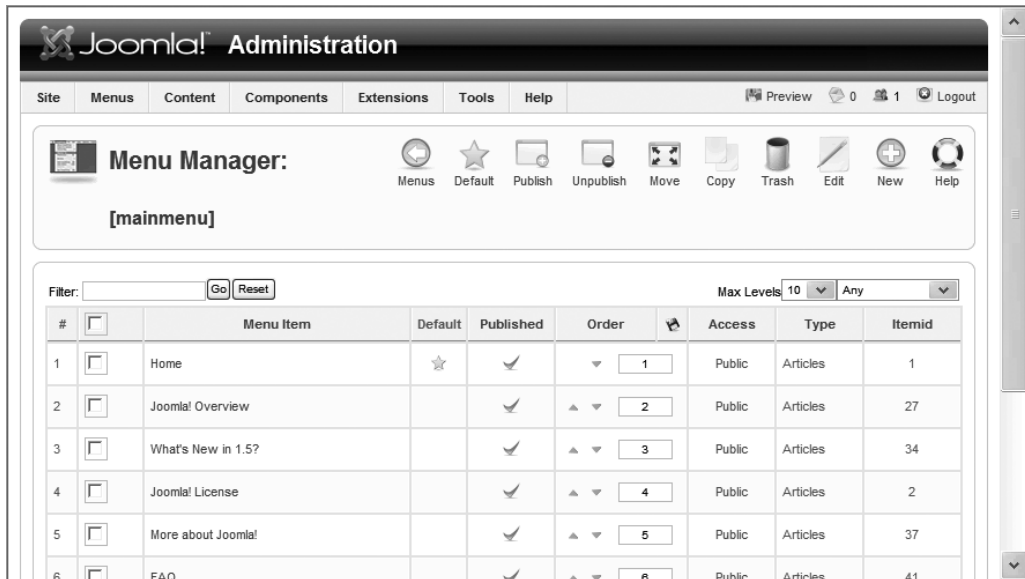 Joomla! Administration
Site Menus Content Components Extensions Tools Help Preview 0 1 Logout
Menu Manager:
[mainmenu]
Menus Default Publish Unpublish Move Copy Trash Edit New Help
Filter: Go Reset Max Levels 10 Any
# Menu Item Default Published Order Access Type Itemid
1 Home 1 Public Articles 1
2 Joomla! Overview 2 Public Articles 27
3 What's New in 1.5? 3 Public Articles 34
4 Joomla! License 4 Public Articles 2
5 More about Joomla! 5 Public Articles 37
6 FAQ 6 Public Articles 41